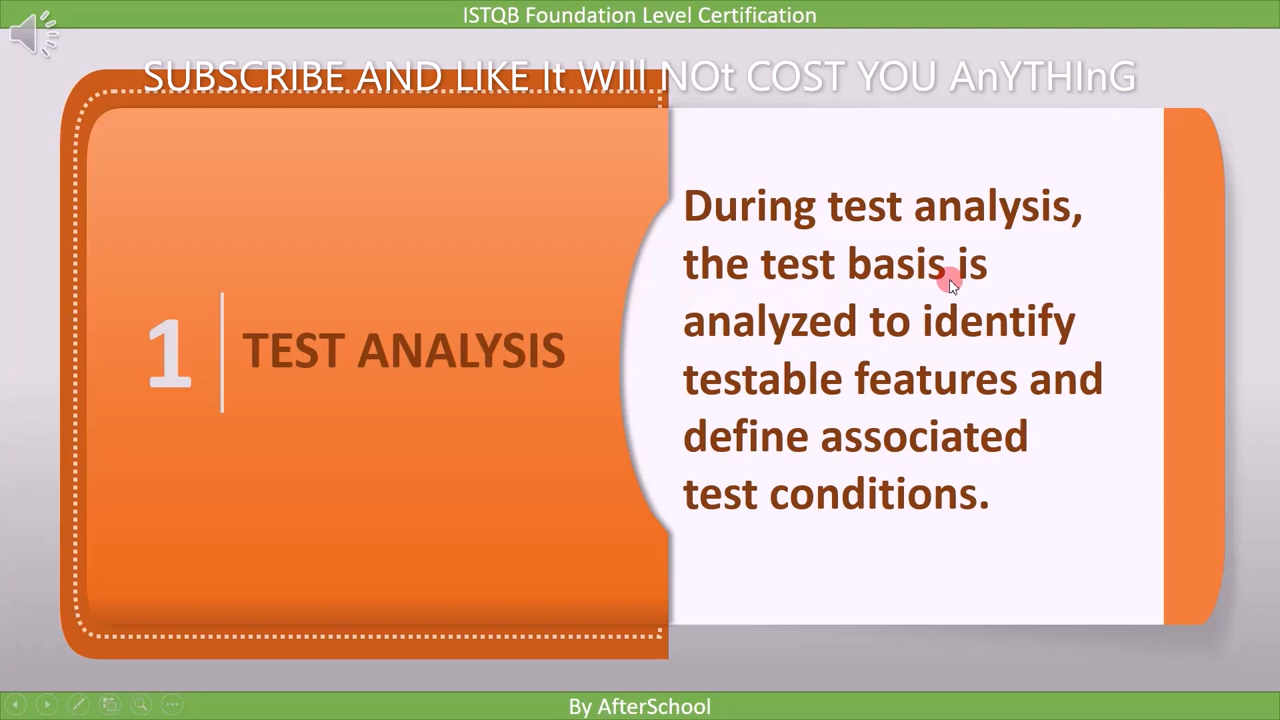 ISTQB Foundation Level Certification
SUBSCRIBE AND LIKE It WIll NOt COST YOU AnYTHInG
1
TEST ANALYSIS
During test analysis,
the test basis is
analyzed to identify
testable features and
define associated
test conditions.
By AfterSchool